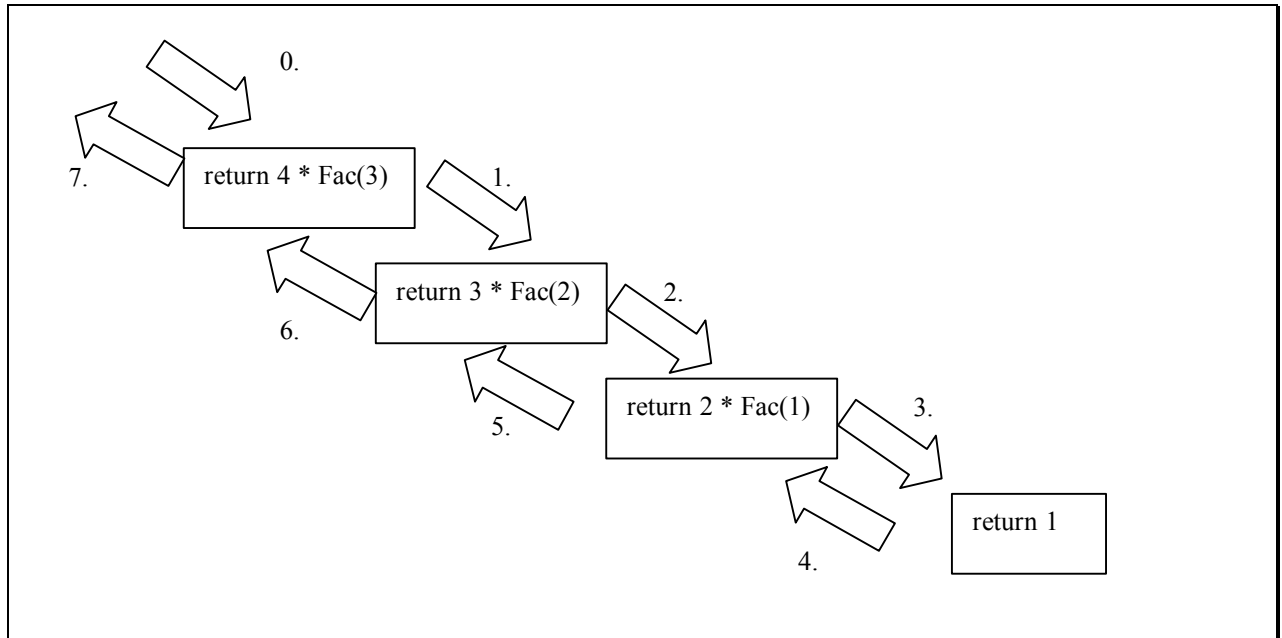 0.
7.
return 4 * Fac(3)
1.
6.
return 3 * Fac(2)
2.
5.
return 2 * Fac(1)
3.
4.
return 1